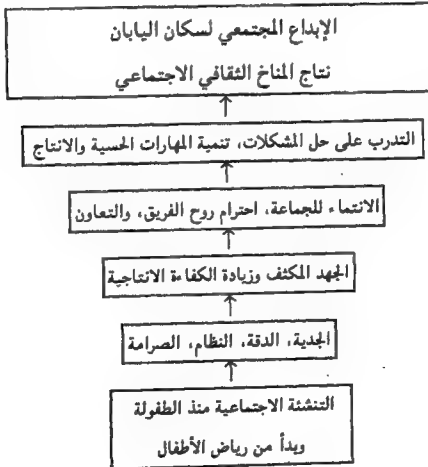 الإبداع المجتمعي لسكان اليابان
نتاج المناخ الثقافي الاجتماعي
التدرب على حل المشكلات، تنمية المهارات الحسية والانتاج
الانتماء للجماعة، احترام روح الفريق، والتعاون
الجهد المكثف وزيادة الكفاءة الانتاجية
الجدية، الدقة، النظام، الصرامة
التنشئة الاجتماعية منذ الطفولة
وبدأ من رياض الأطفال